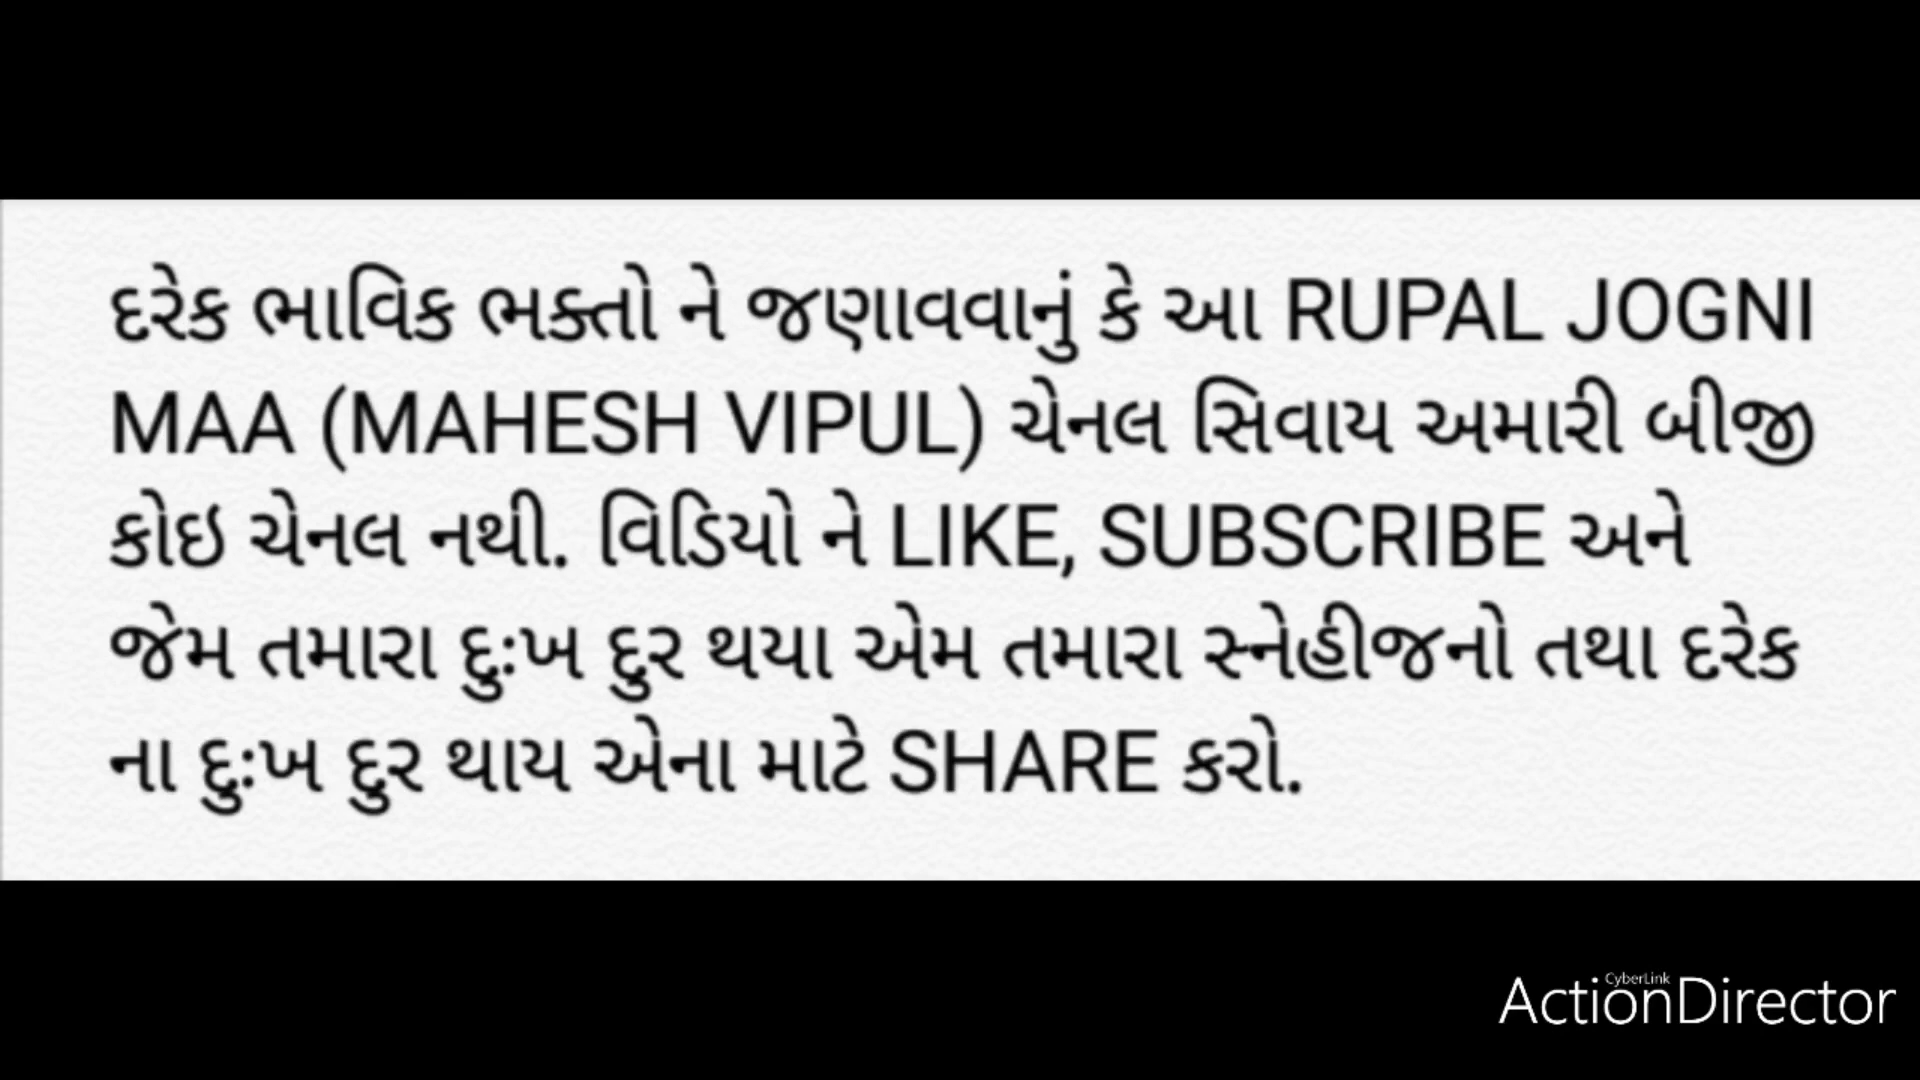 દરેક ભાવિક ભક્તો ને જણાવવાનું કે આ RUPAL JOGNI
MAA (MAHESH VIPUL) ચેનલ સિવાય અમારી બીજી
કોઇ ચેનલ નથી. વિડિયો ને LIKE, SUBSCRIBE અને
જેમ તમારા દુઃખ દુર થયા એમ તમારા સ્નેહીજનો તથા દરેક
ના દુઃખ દુર થાય એના માટે SHARE કરો.
CyberLink
ActionDirector